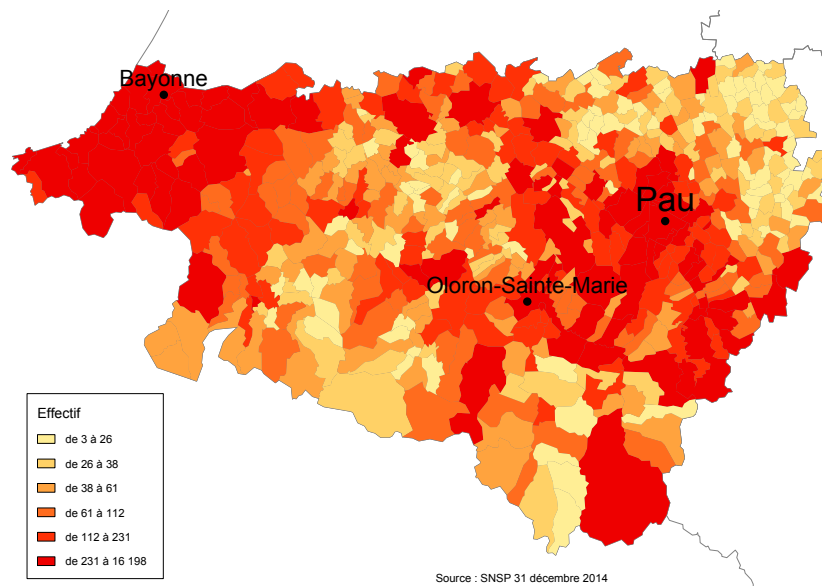 Bayonne
Pau
Oloron-Sainte-Marie
Effectif
de 3 à 26
de 26 à 38
de 38 à 61
de 61 à 112
de 112 à 231
de 231 à 16 198
Source : SNSP 31 décembre 2014